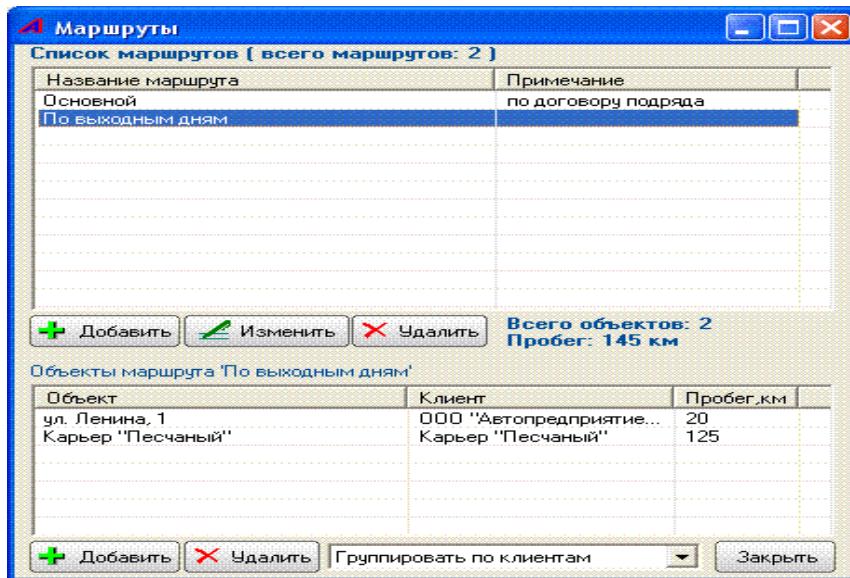 Маршруты
Список маршрутов ( всего маршрутов: 2 )
Название маршрута Примечание
Основной по договору подряда
По выходным дням
Добавить Изменить Удалить Всего объектов: 2
Пробег: 145 км
Объекты маршрута 'По выходным дням'
Объект Клиент Пробег,км
ул. Ленина, 1 ООО "Автопредприятие... 20
Карьер "Песчаный" Карьер "Песчаный" 125
Добавить Удалить Группировать по клиентам Закрыть